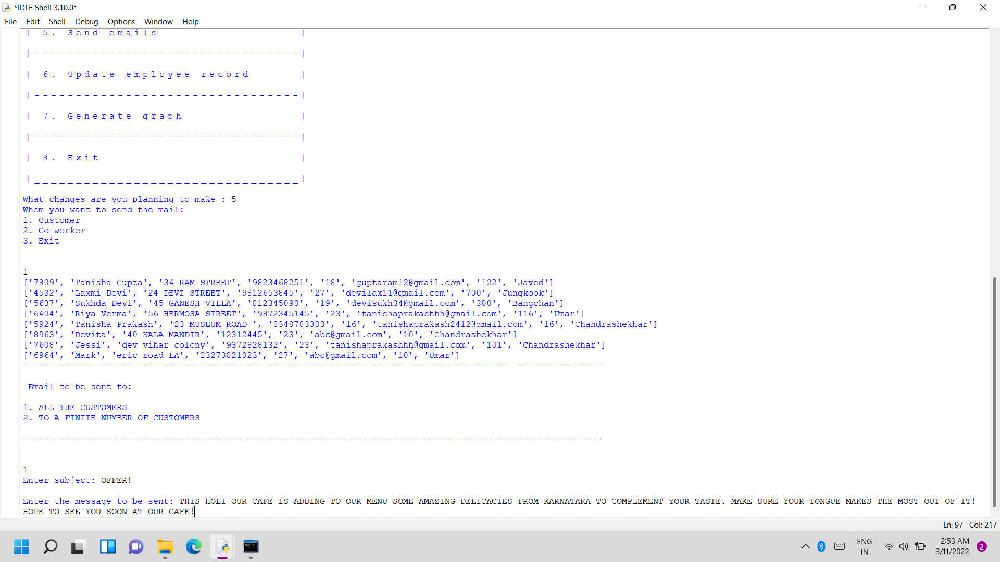 *IDLE Shell 3.10.0*
File Edit Shell Debug Options Window Help
| 5. Send emails |
|--------------------------------|
| 6. Update employee record |
|--------------------------------|
| 7. Generate graph |
|--------------------------------|
| 8. Exit |
|________________________________|
What changes are you planning to make : 5
Whom you want to send the mail:
1. Customer
2. Co-worker
3. Exit
1
['7809', 'Tanisha Gupta', '34 RAM STREET', '9823468251', '18', 'guptaram12@gmail.com', '122', 'Javed']
['4532', 'Laxmi Devi', '24 DEVI STREET', '9812653845', '27', 'devilax11@gmail.com', '700', 'Jungkook']
['5637', 'Sukhda Devi', '45 GANESH VILLA', '812345098', '19', 'devisukh34@gmail.com', '300', 'Bangchan']
['6404', 'Riya Verma', '56 HERMOSA STREET', '9872345145', '23', 'tanishaprakashhh@gmail.com', '116', 'Umar']
['5924', 'Tanisha Prakash', '23 MUSEUM ROAD ', '8348783388', '16', 'tanishaprakash2412@gmail.com', '16', 'Chandrashekhar']
['8963', 'Devita', '40 KALA MANDIR', '12312445', '23', 'abc@gmail.com', '10', 'Chandrashekhar']
['7608', 'Jessi', 'dev vihar colony', '9372828132', '23', 'tanishaprakashhh@gmail.com', '101', 'Chandrashekhar']
['6964', 'Mark', 'eric road LA', '23273821823', '27', 'abc@gmail.com', '10', 'Umar']
---------------------------------------------------------------------------------------------------------------
Email to be sent to:
1. ALL THE CUSTOMERS
2. TO A FINITE NUMBER OF CUSTOMERS
---------------------------------------------------------------------------------------------------------------
1
Enter subject: OFFER!
Enter the message to be sent: THIS HOLI OUR CAFE IS ADDING TO OUR MENU SOME AMAZING DELICACIES FROM KARNATAKA TO COMPLEMENT YOUR TASTE. MAKE SURE YOUR TONGUE MAKES THE MOST OUT OF IT!
HOPE TO SEE YOU SOON AT OUR CAFE!
Ln: 97 Col: 217
MySQL
ENG
IN
2:53 AM
3/11/2022
2